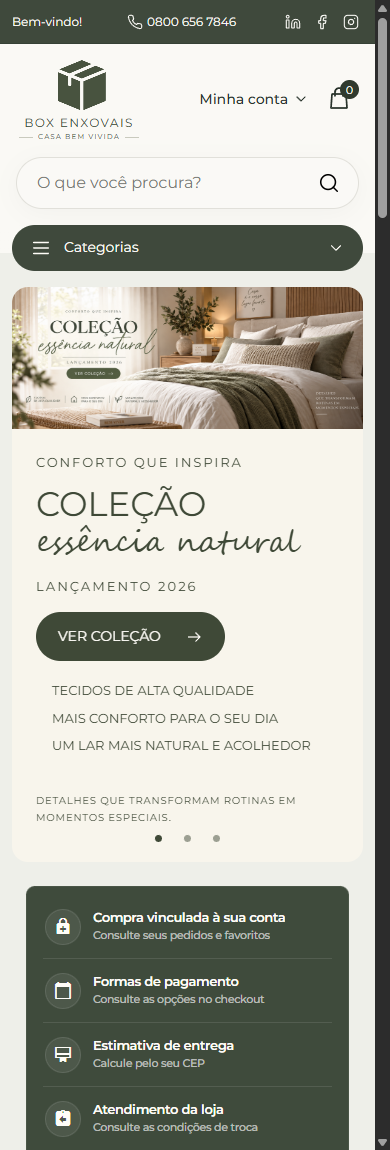 Bem-vindo!
0800 656 7846
Minha conta
0
BOX ENXOVAIS
CASA BEM VIVIDA
O que você procura?
Categorias
COLEÇÃO
essência natural
LANÇAMENTO 2026
VER COLEÇÃO
CONFORTO QUE INSPIRA
COLEÇÃO
essência natural
LANÇAMENTO 2026
VER COLEÇÃO
TECIDOS DE ALTA QUALIDADE
MAIS CONFORTO PARA O SEU DIA
UM LAR MAIS NATURAL E ACOLHEDOR
DETALHES QUE TRANSFORMAM ROTINAS EM
MOMENTOS ESPECIAIS.
Compra vinculada à sua conta
Consulte seus pedidos e favoritos
Formas de pagamento
Consulte as opções no checkout
Estimativa de entrega
Calcule pelo seu CEP
Atendimento da loja
Consulte as condições de troca